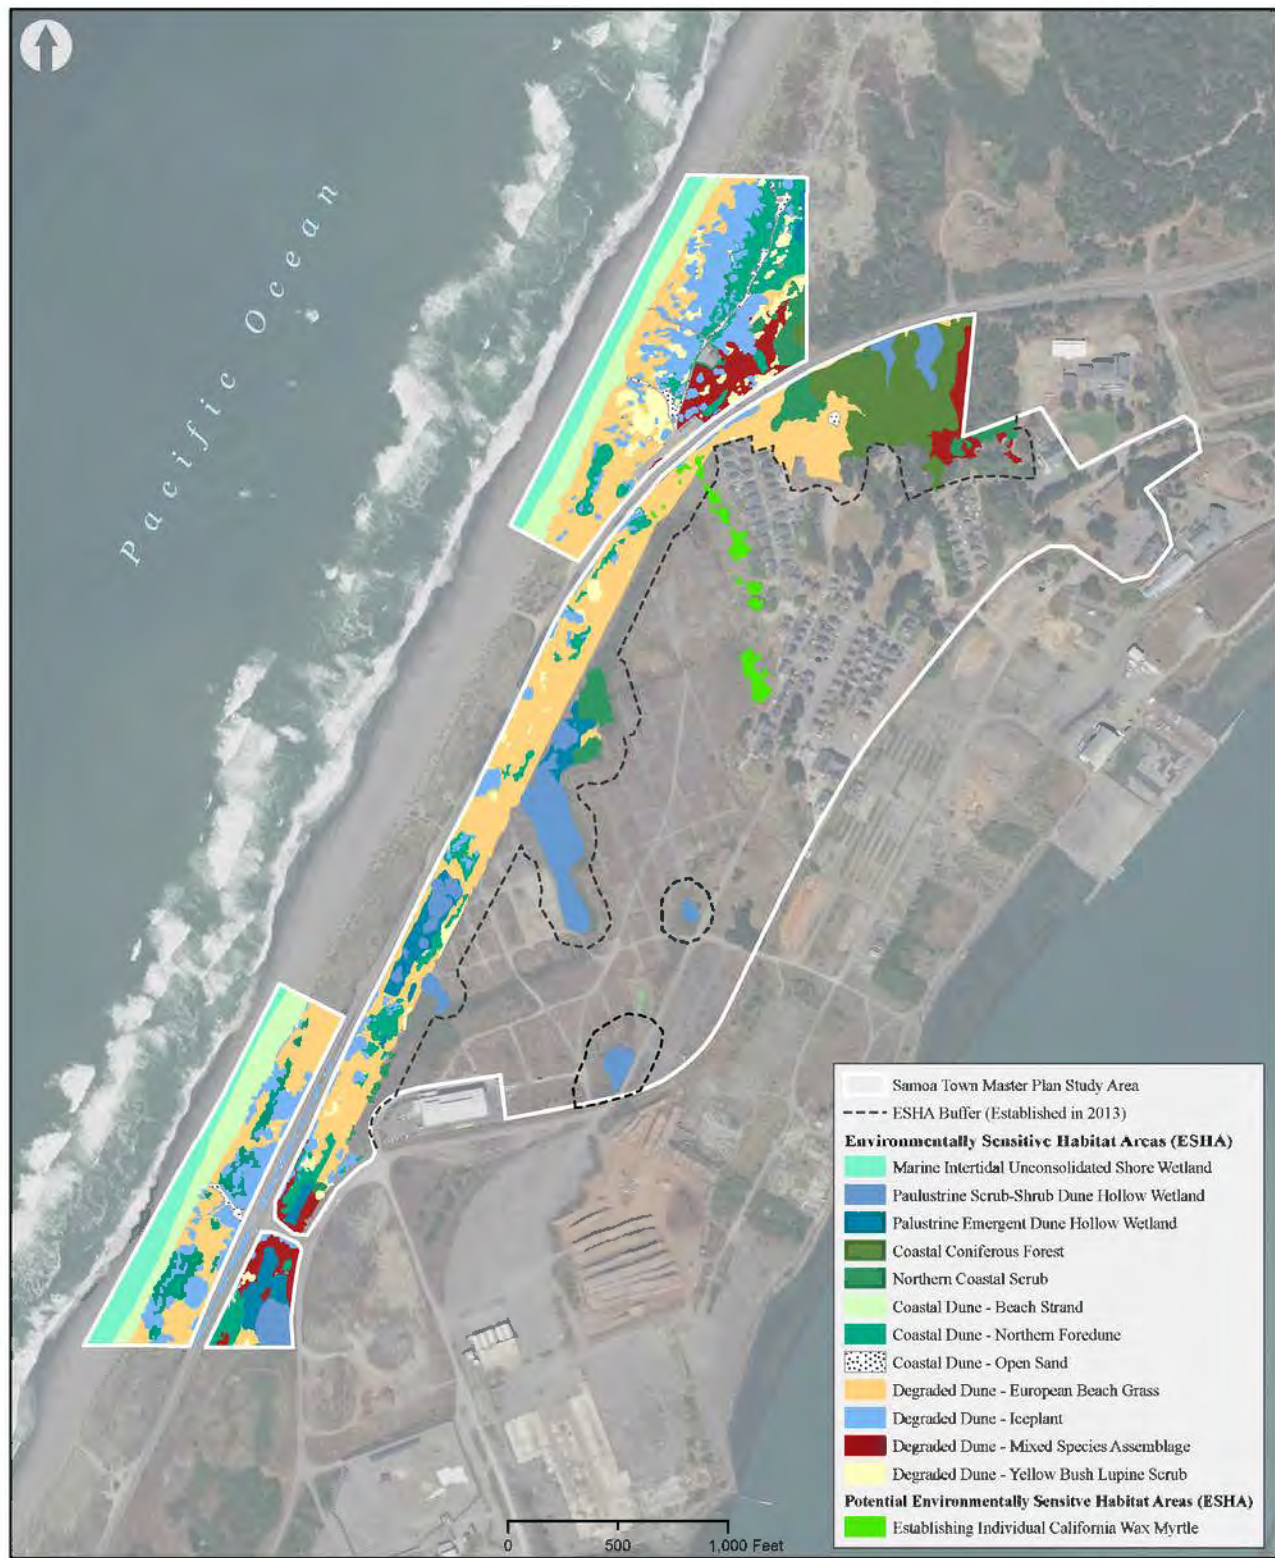 Pacific Ocean
Samoa Town Master Plan Study Area
ESHA Buffer (Established in 2013)
Environmentally Sensitive Habitat Areas (ESHA)
Marine Intertidal Unconsolidated Shore Wetland
Paulustrine Scrub-Shrub Dune Hollow Wetland
Palustrine Emergent Dune Hollow Wetland
Coastal Coniferous Forest
Northern Coastal Scrub
Coastal Dune - Beach Strand
Coastal Dune - Northern Foredune
Coastal Dune - Open Sand
Degraded Dune - European Beach Grass
Degraded Dune - Iceplant
Degraded Dune - Mixed Species Assemblage
Degraded Dune - Yellow Bush Lupine Scrub
Potential Environmentally Sensitve Habitat Areas (ESHA)
Establishing Individual California Wax Myrtle
0 500 1,000 Feet